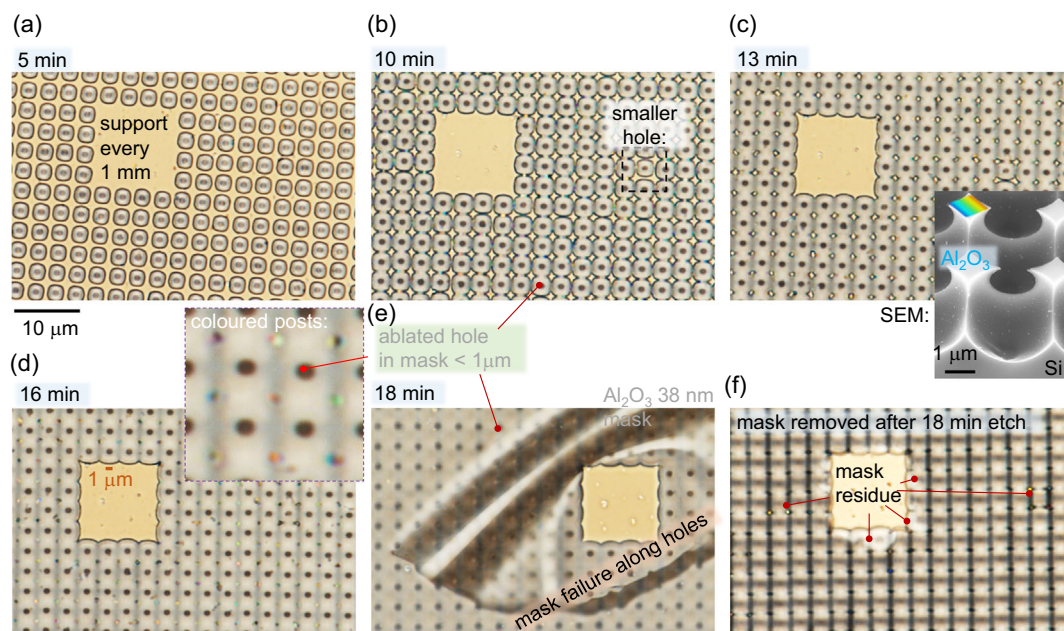 (a)
5 min
support
every
1 mm
10 μm
(b)
10 min
smaller
hole:
(c)
13 min
Al₂O₃
SEM:
1 μm
Si
(d)
16 min
coloured posts:
1 μm
(e)
ablated hole
in mask < 1μm
18 min
Al₂O₃ 38 nm
mask
mask failure along holes
(f)
mask removed after 18 min etch
mask
residue